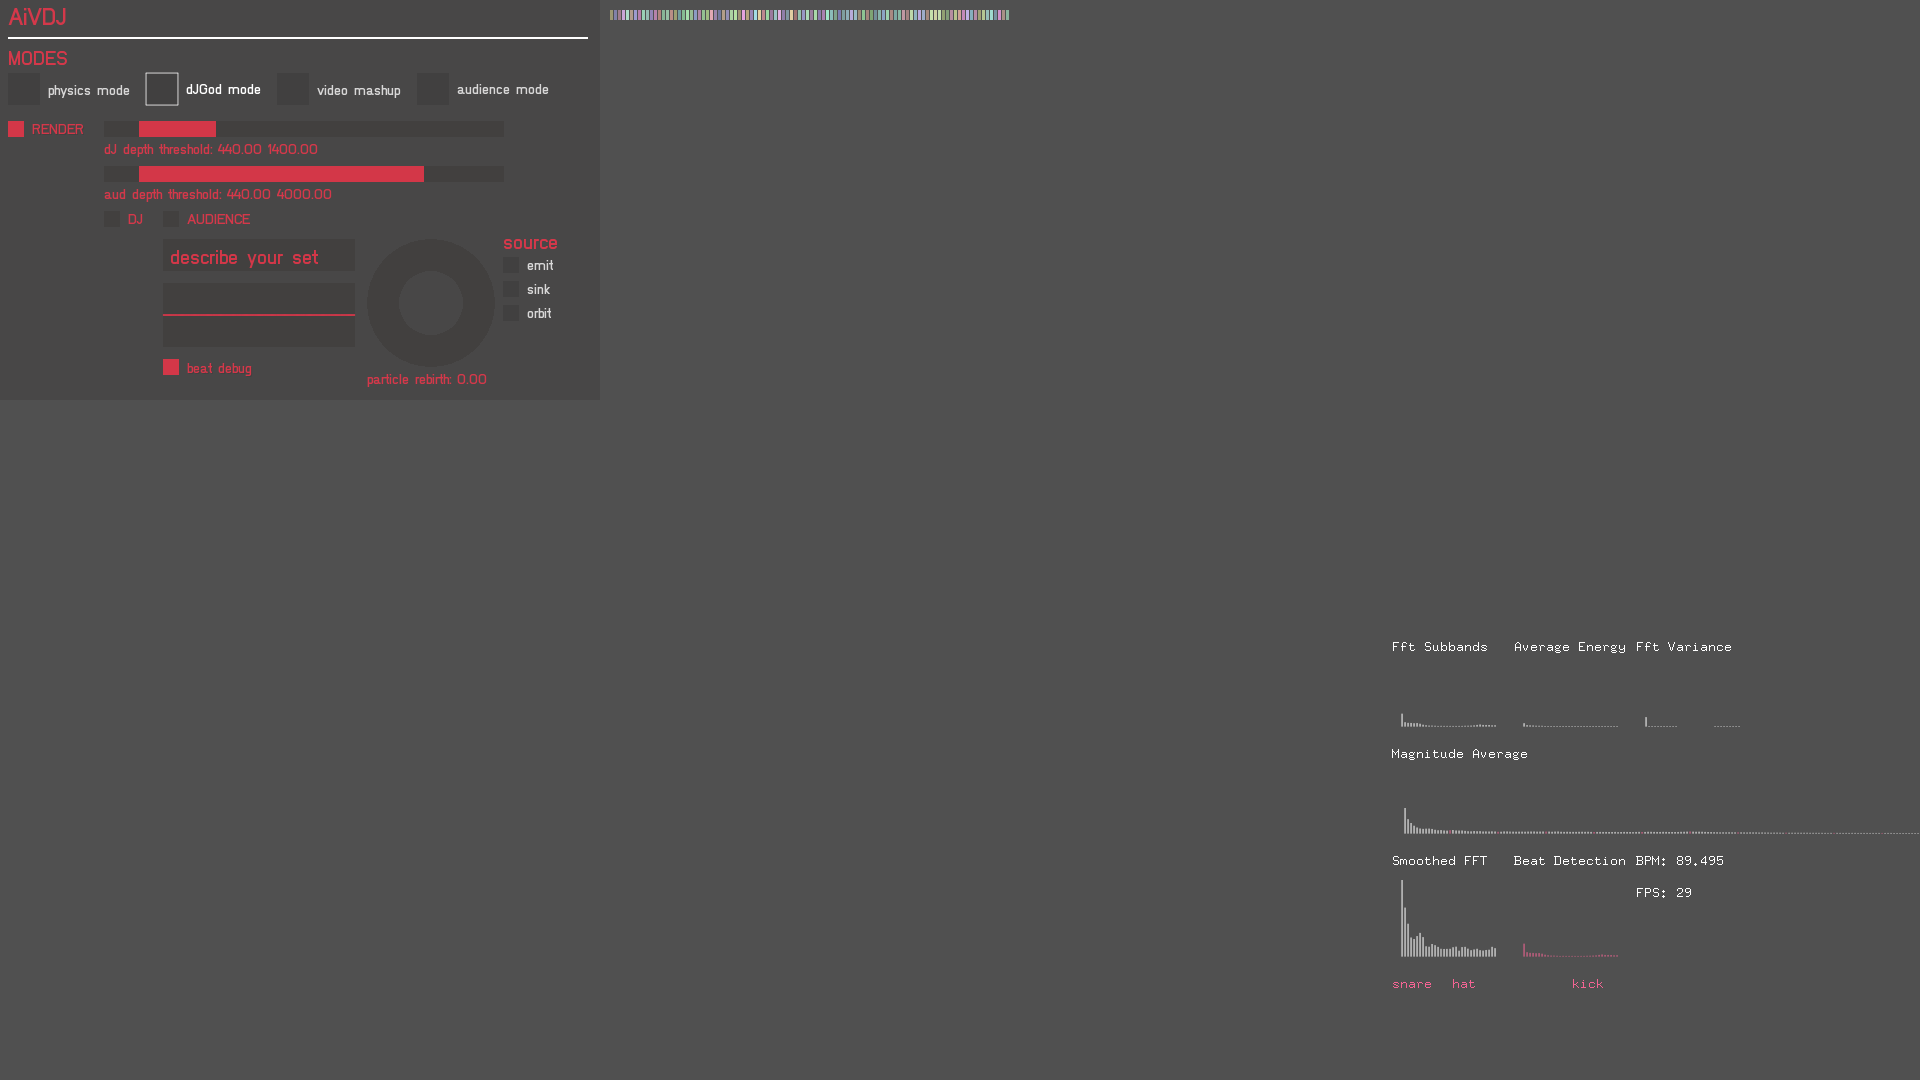 AiVDJ
MODES
physics mode dJGod mode video mashup audience mode
RENDER
dJ depth threshold: 440.00 1400.00
aud depth threshold: 440.00 4000.00
DJ AUDIENCE
describe your set
source
emit
sink
orbit
beat debug
particle rebirth: 0.00
Fft Subbands Average Energy Fft Variance
Magnitude Average
Smoothed FFT Beat Detection BPM: 89.495
FPS: 29
snare hat kick